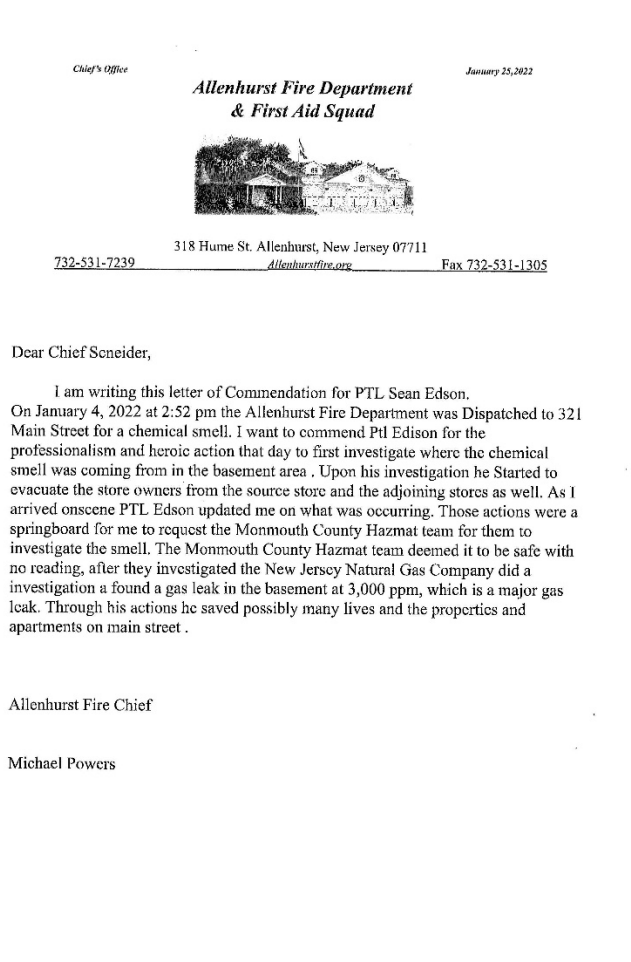 Chief's Office
January 25,2022
Allenhurst Fire Department
& First Aid Squad
318 Hume St. Allenhurst, New Jersey 07711
732-531-7239 Allenhurstfire.org Fax 732-531-1305
Dear Chief Scneider,
I am writing this letter of Commendation for PTL Sean Edson.
On January 4, 2022 at 2:52 pm the Allenhurst Fire Department was Dispatched to 321
Main Street for a chemical smell. I want to commend Ptl Edison for the
professionalism and heroic action that day to first investigate where the chemical
smell was coming from in the basement area . Upon his investigation he Started to
evacuate the store owners from the source store and the adjoining stores as well. As I
arrived onscene PTL Edson updated me on what was occurring. Those actions were a
springboard for me to request the Monmouth County Hazmat team for them to
investigate the smell. The Monmouth County Hazmat team deemed it to be safe with
no reading, after they investigated the New Jersey Natural Gas Company did a
investigation a found a gas leak in the basement at 3,000 ppm, which is a major gas
leak. Through his actions he saved possibly many lives and the properties and
apartments on main street .
Allenhurst Fire Chief
Michael Powers